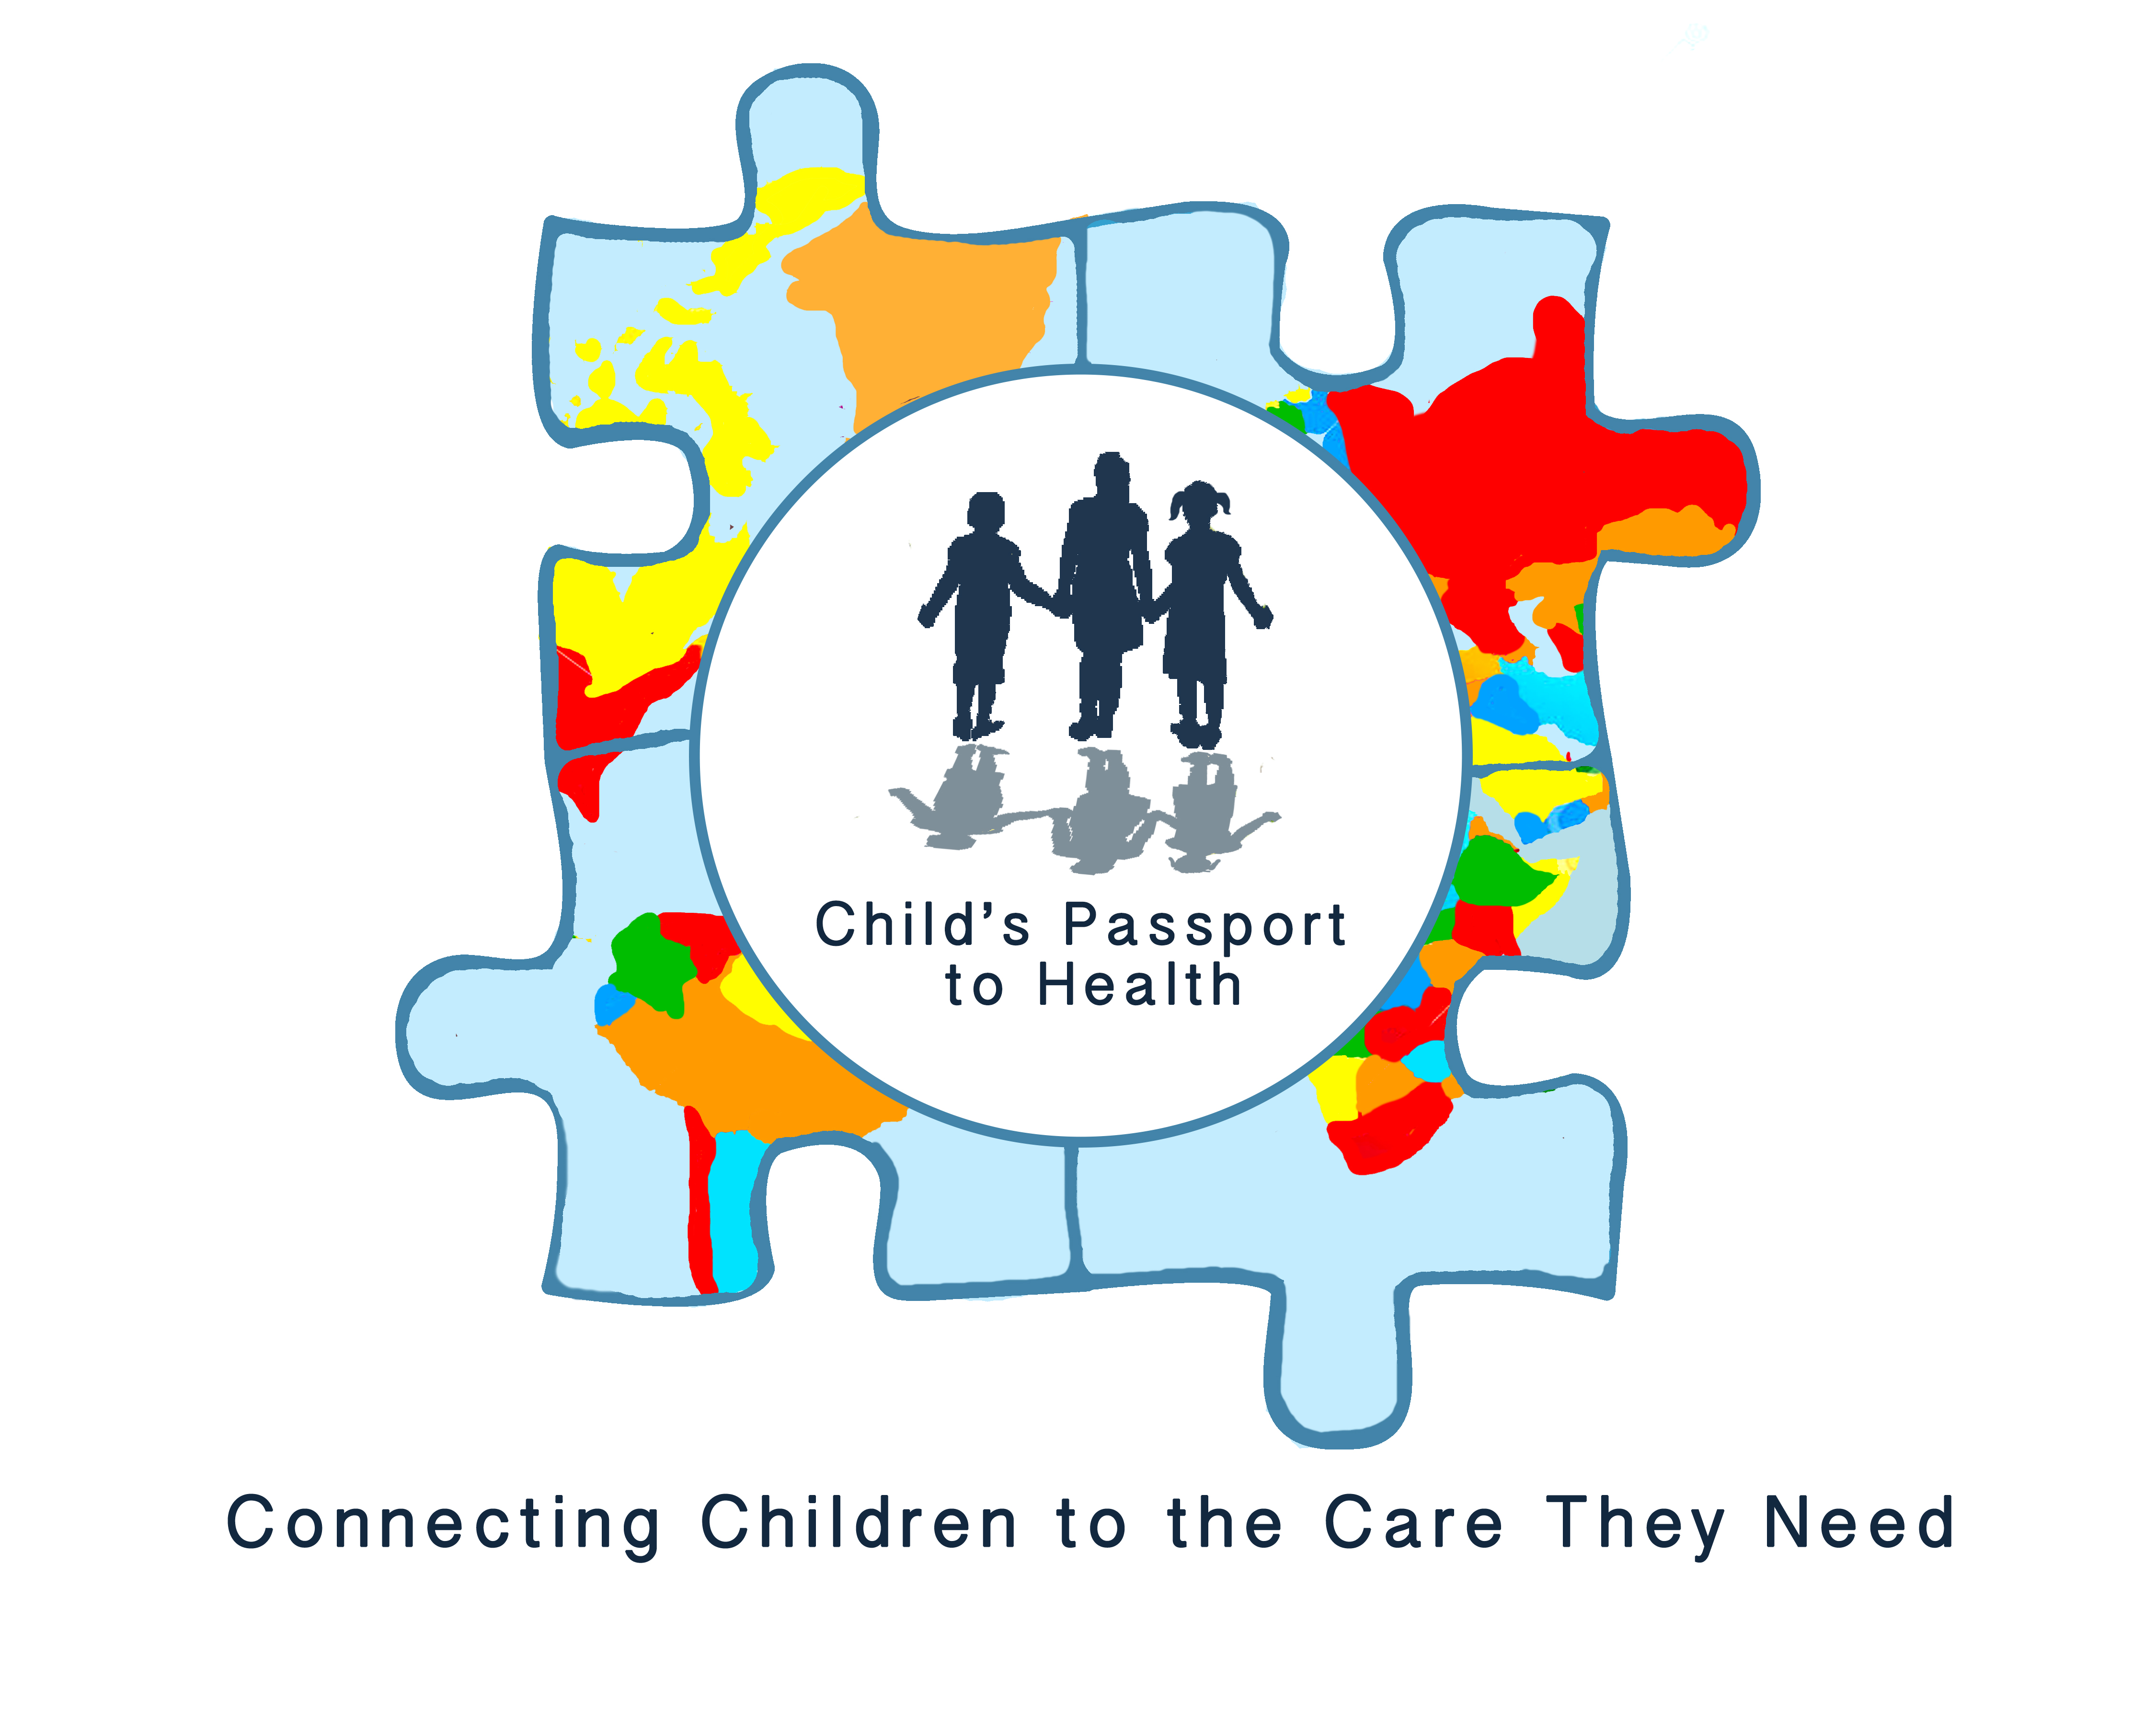 Child’s Passport
to Health
Connecting Children to the Care They Need